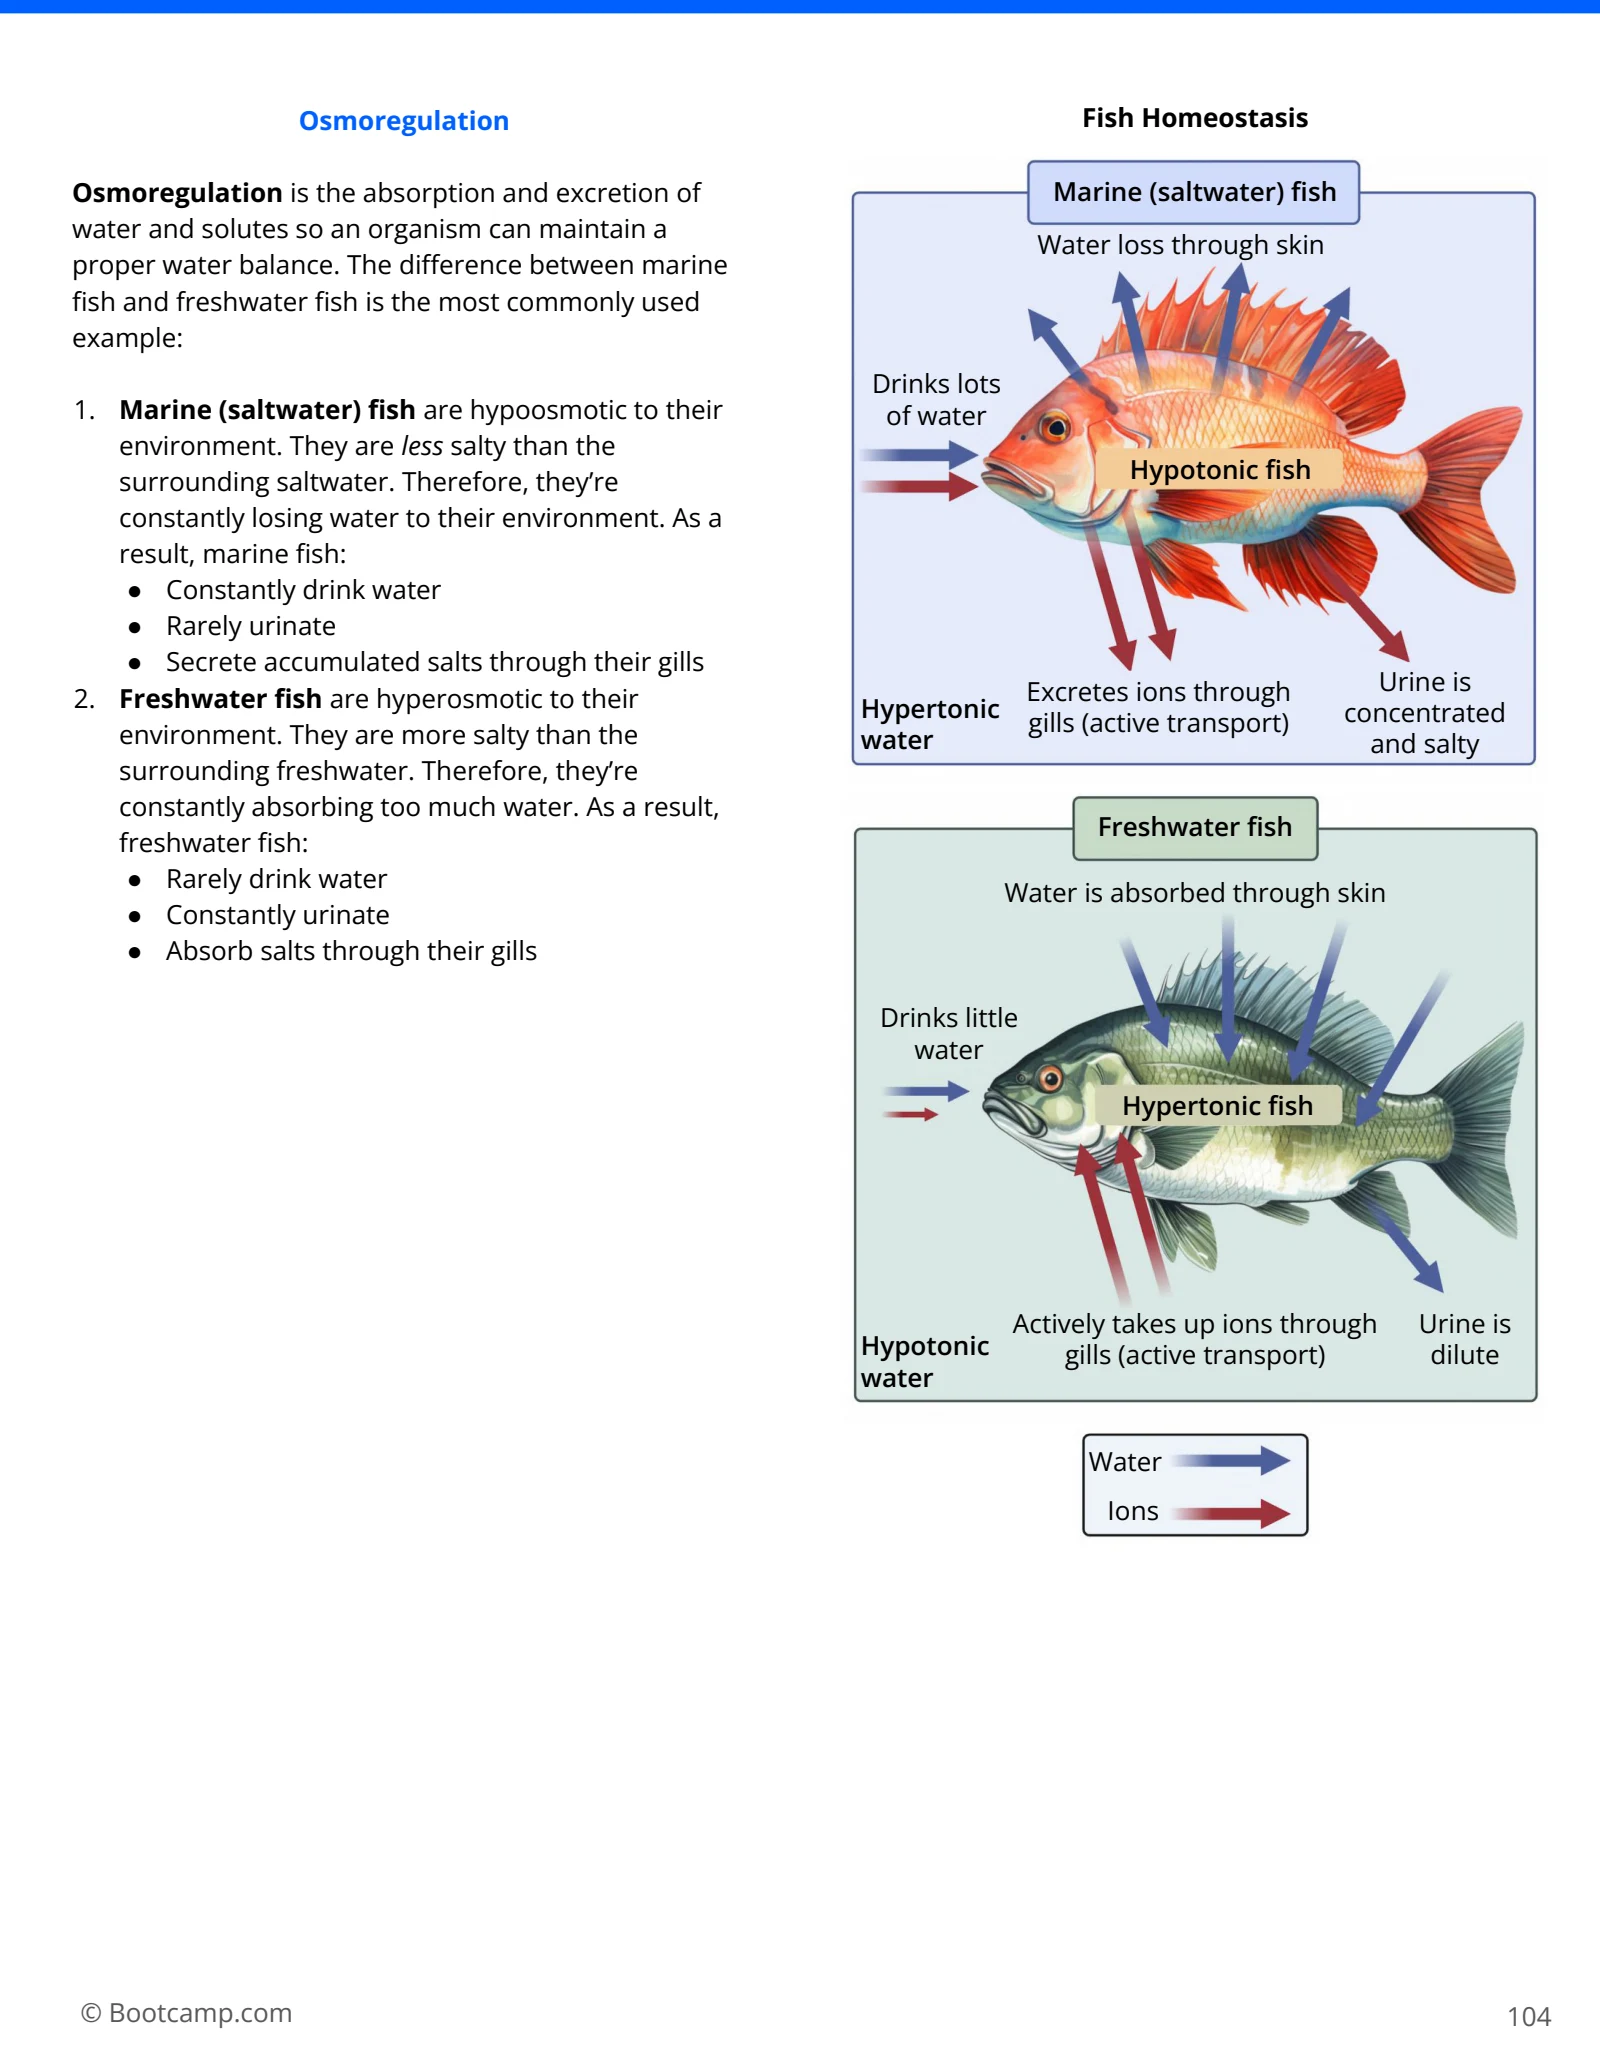 Osmoregulation
Osmoregulation is the absorption and excretion of
water and solutes so an organism can maintain a
proper water balance. The difference between marine
fish and freshwater fish is the most commonly used
example:
1. Marine (saltwater) fish are hypoosmotic to their
environment. They are less salty than the
surrounding saltwater. Therefore, they’re
constantly losing water to their environment. As a
result, marine fish:
● Constantly drink water
● Rarely urinate
● Secrete accumulated salts through their gills
2. Freshwater fish are hyperosmotic to their
environment. They are more salty than the
surrounding freshwater. Therefore, they’re
constantly absorbing too much water. As a result,
freshwater fish:
● Rarely drink water
● Constantly urinate
● Absorb salts through their gills
Fish Homeostasis
Marine (saltwater) fish
Water loss through skin
Drinks lots
of water
Hypotonic fish
Hypertonic
water
Excretes ions through
gills (active transport)
Urine is
concentrated
and salty
Freshwater fish
Water is absorbed through skin
Drinks little
water
Hypertonic fish
Hypotonic
water
Actively takes up ions through
gills (active transport)
Urine is
dilute
Water
Ions
© Bootcamp.com
104